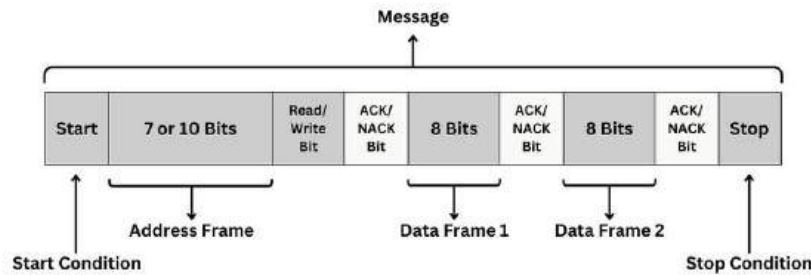 Message
Start
7 or 10 Bits
Read/
Write
Bit
ACK/
NACK
Bit
8 Bits
ACK/
NACK
Bit
8 Bits
ACK/
NACK
Bit
Stop
Address Frame
Data Frame 1
Data Frame 2
Start Condition
Stop Condition